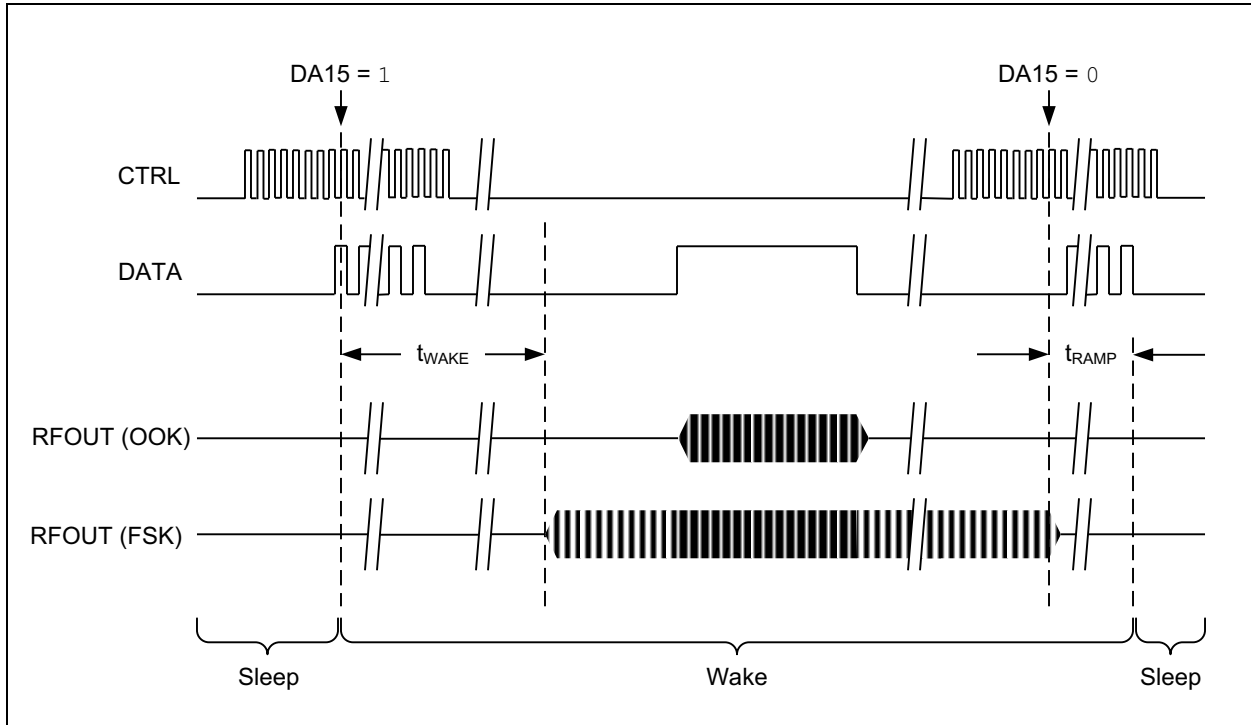 DA15 = 1
DA15 = 0
CTRL
DATA
tWAKE
tRAMP
RFOUT (OOK)
RFOUT (FSK)
Sleep
Wake
Sleep